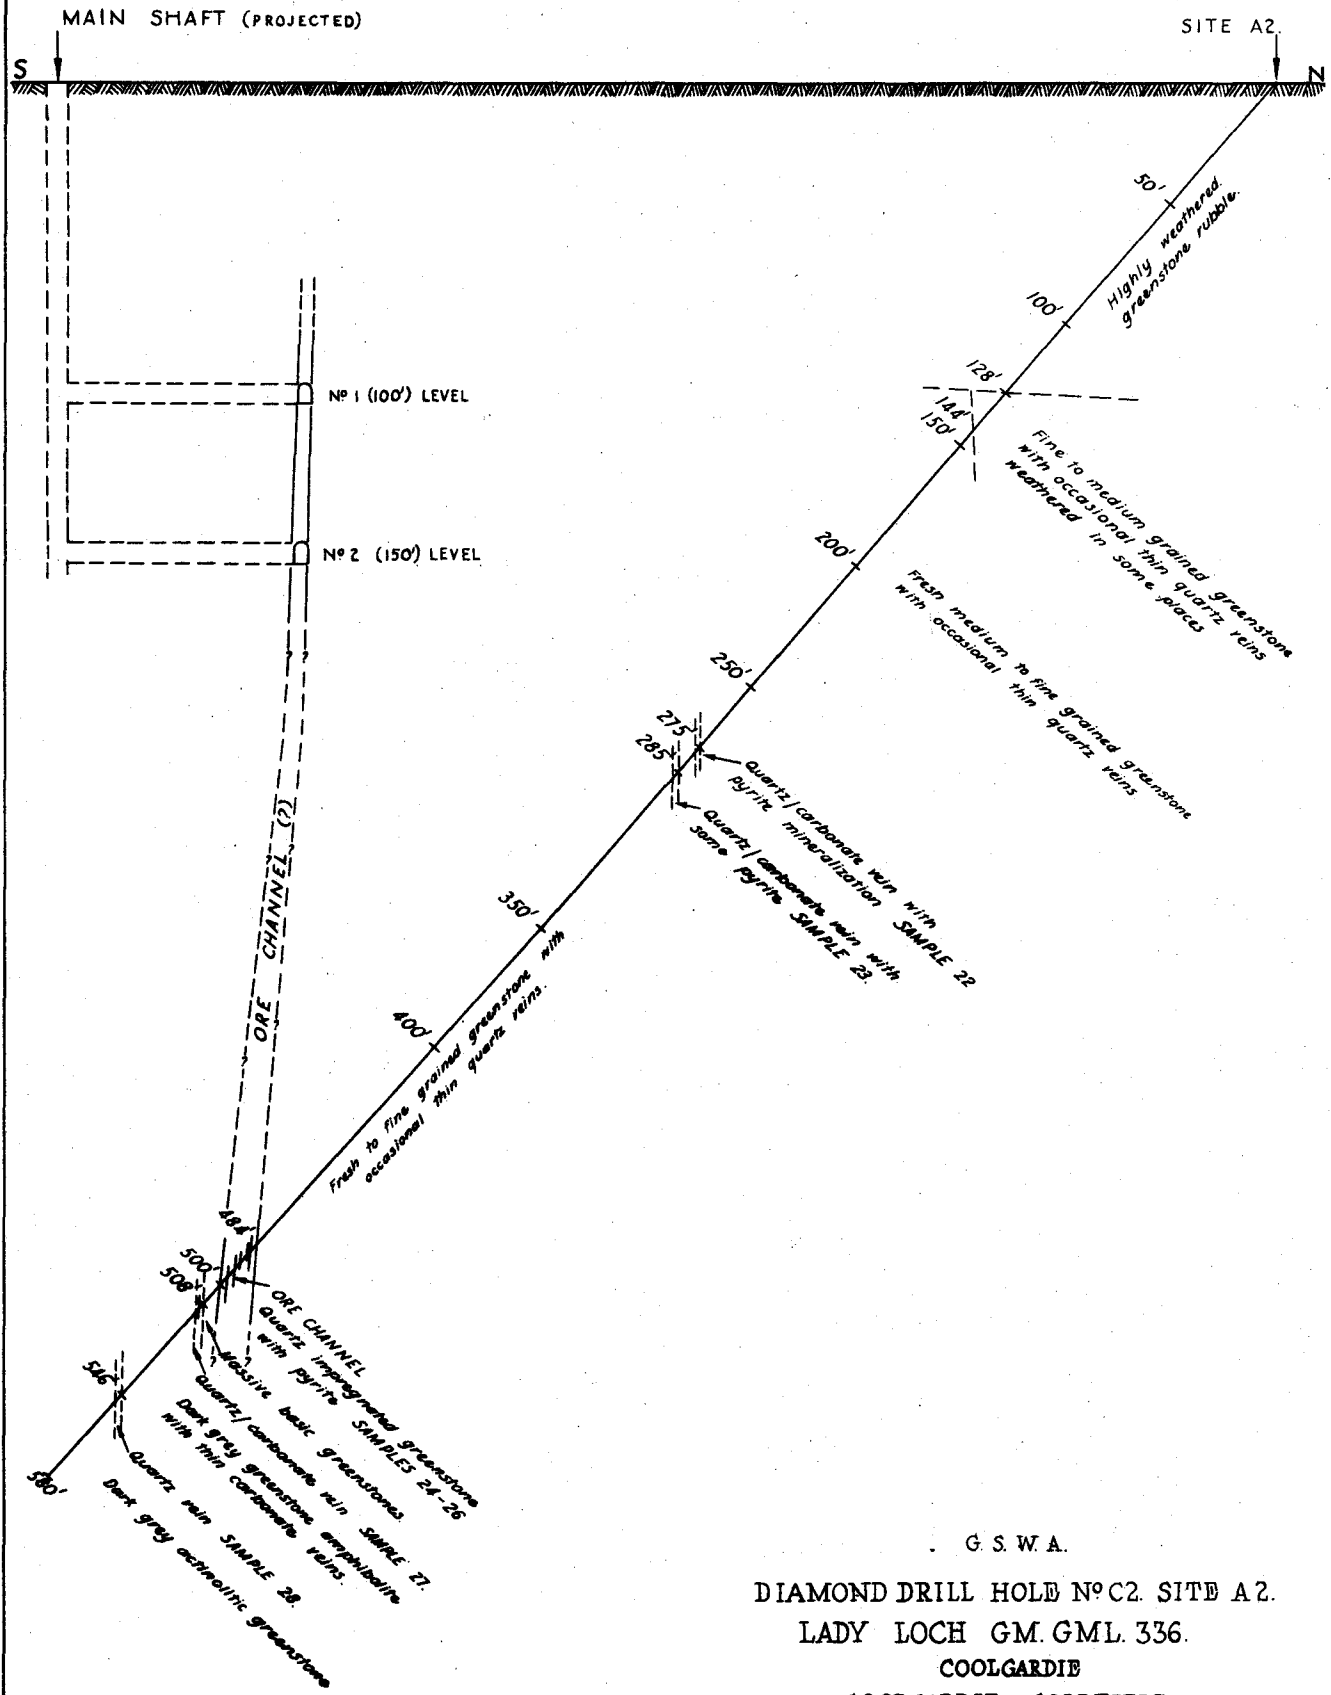 MAIN SHAFT (PROJECTED)
SITE A2.
S
N
50'
Highly weathered
greenstone rubble.
100'
128'
144'
150'
Nº 1 (100') LEVEL
Fine to medium grained greenstone
with occasional thin quartz veins
weathered in some places
Nº 2 (150') LEVEL
200'
Fresh medium to fine grained greenstone
with occasional thin quartz veins
250'
275'
285'
Quartz/carbonate vein with
pyrite mineralization SAMPLE 22
Quartz/carbonate vein with
some pyrite SAMPLE 23.
? ?
ORE CHANNEL (?)
350'
400'
Fresh to fine grained greenstone with
occasional thin quartz veins.
484'
500'
508'
ORE CHANNEL
Quartz impregnated greenstone
with pyrite SAMPLES 24-26
Massive basic greenstones
Quartz/carbonate vein SAMPLE 27.
Dark grey greenstone amphibolite
with thin carbonate veins.
546'
Quartz vein SAMPLE 28.
Dark grey actinolitic greenstone
580'
G. S. W. A.
DIAMOND DRILL HOLE Nº C2. SITE A2.
LADY LOCH GM. GML. 336.
COOLGARDIE